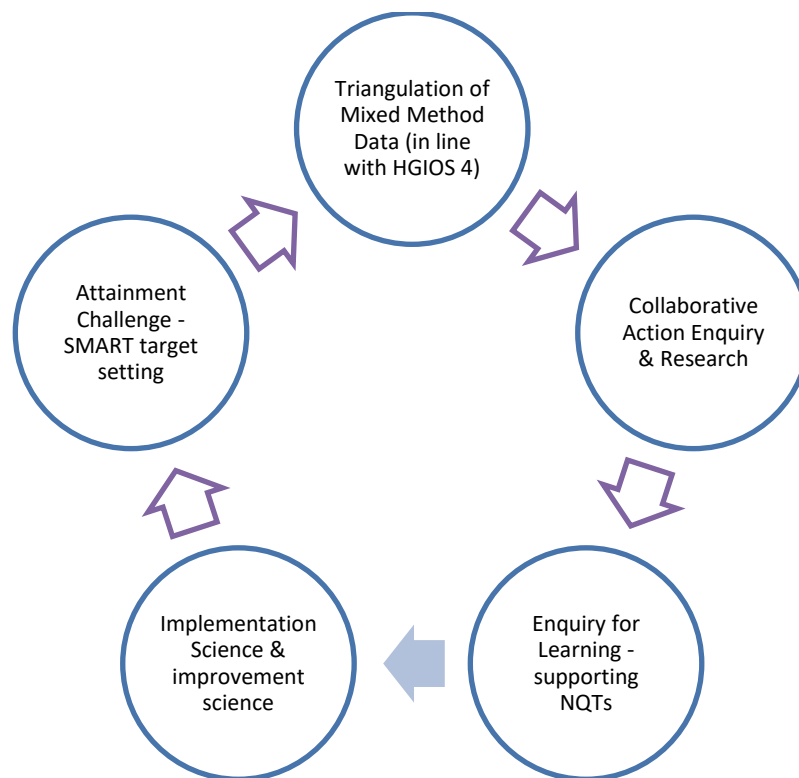 Triangulation of
Mixed Method
Data (in line
with HGIOS 4)
Collaborative
Action Enquiry
& Research
Enquiry for
Learning -
supporting
NQTs
Implementation
Science &
improvement
science
Attainment
Challenge -
SMART target
setting